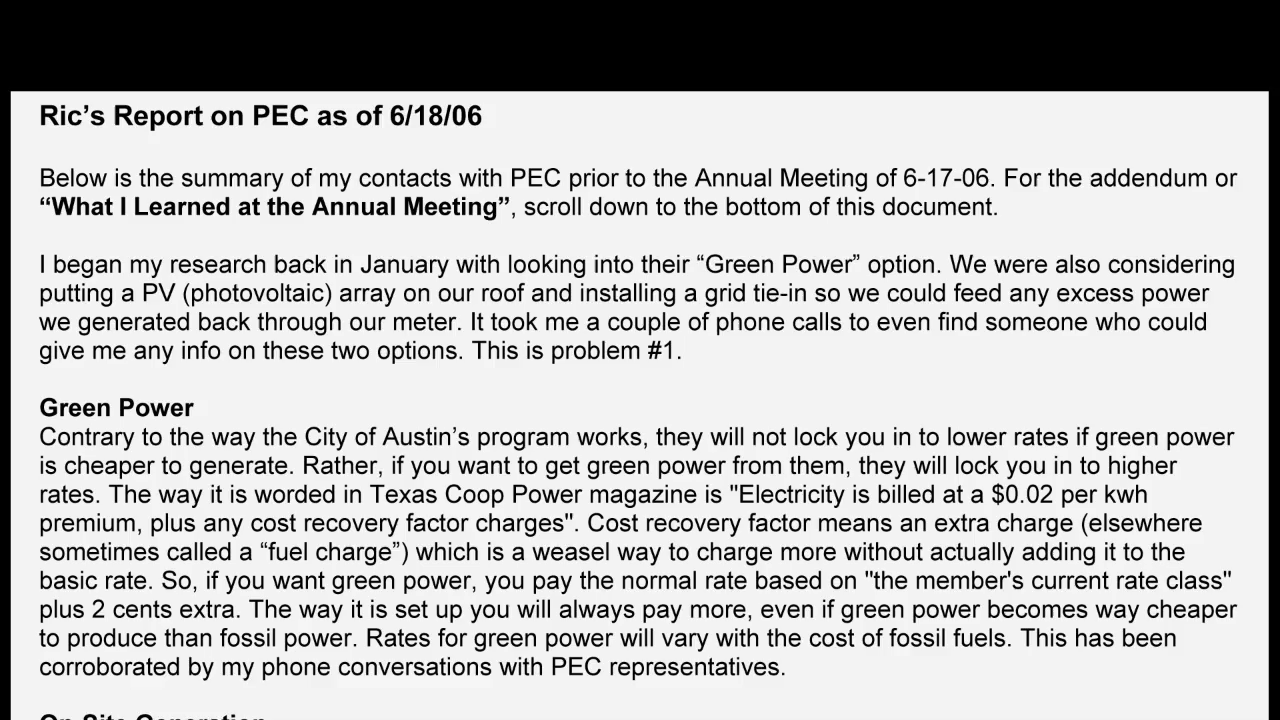 Ric’s Report on PEC as of 6/18/06
Below is the summary of my contacts with PEC prior to the Annual Meeting of 6-17-06. For the addendum or
“What I Learned at the Annual Meeting”, scroll down to the bottom of this document.
I began my research back in January with looking into their “Green Power” option. We were also considering
putting a PV (photovoltaic) array on our roof and installing a grid tie-in so we could feed any excess power
we generated back through our meter. It took me a couple of phone calls to even find someone who could
give me any info on these two options. This is problem #1.
Green Power
Contrary to the way the City of Austin’s program works, they will not lock you in to lower rates if green power
is cheaper to generate. Rather, if you want to get green power from them, they will lock you in to higher
rates. The way it is worded in Texas Coop Power magazine is "Electricity is billed at a $0.02 per kwh
premium, plus any cost recovery factor charges". Cost recovery factor means an extra charge (elsewhere
sometimes called a “fuel charge”) which is a weasel way to charge more without actually adding it to the
basic rate. So, if you want green power, you pay the normal rate based on "the member's current rate class"
plus 2 cents extra. The way it is set up you will always pay more, even if green power becomes way cheaper
to produce than fossil power. Rates for green power will vary with the cost of fossil fuels. This has been
corroborated by my phone conversations with PEC representatives.
On-Site Generation